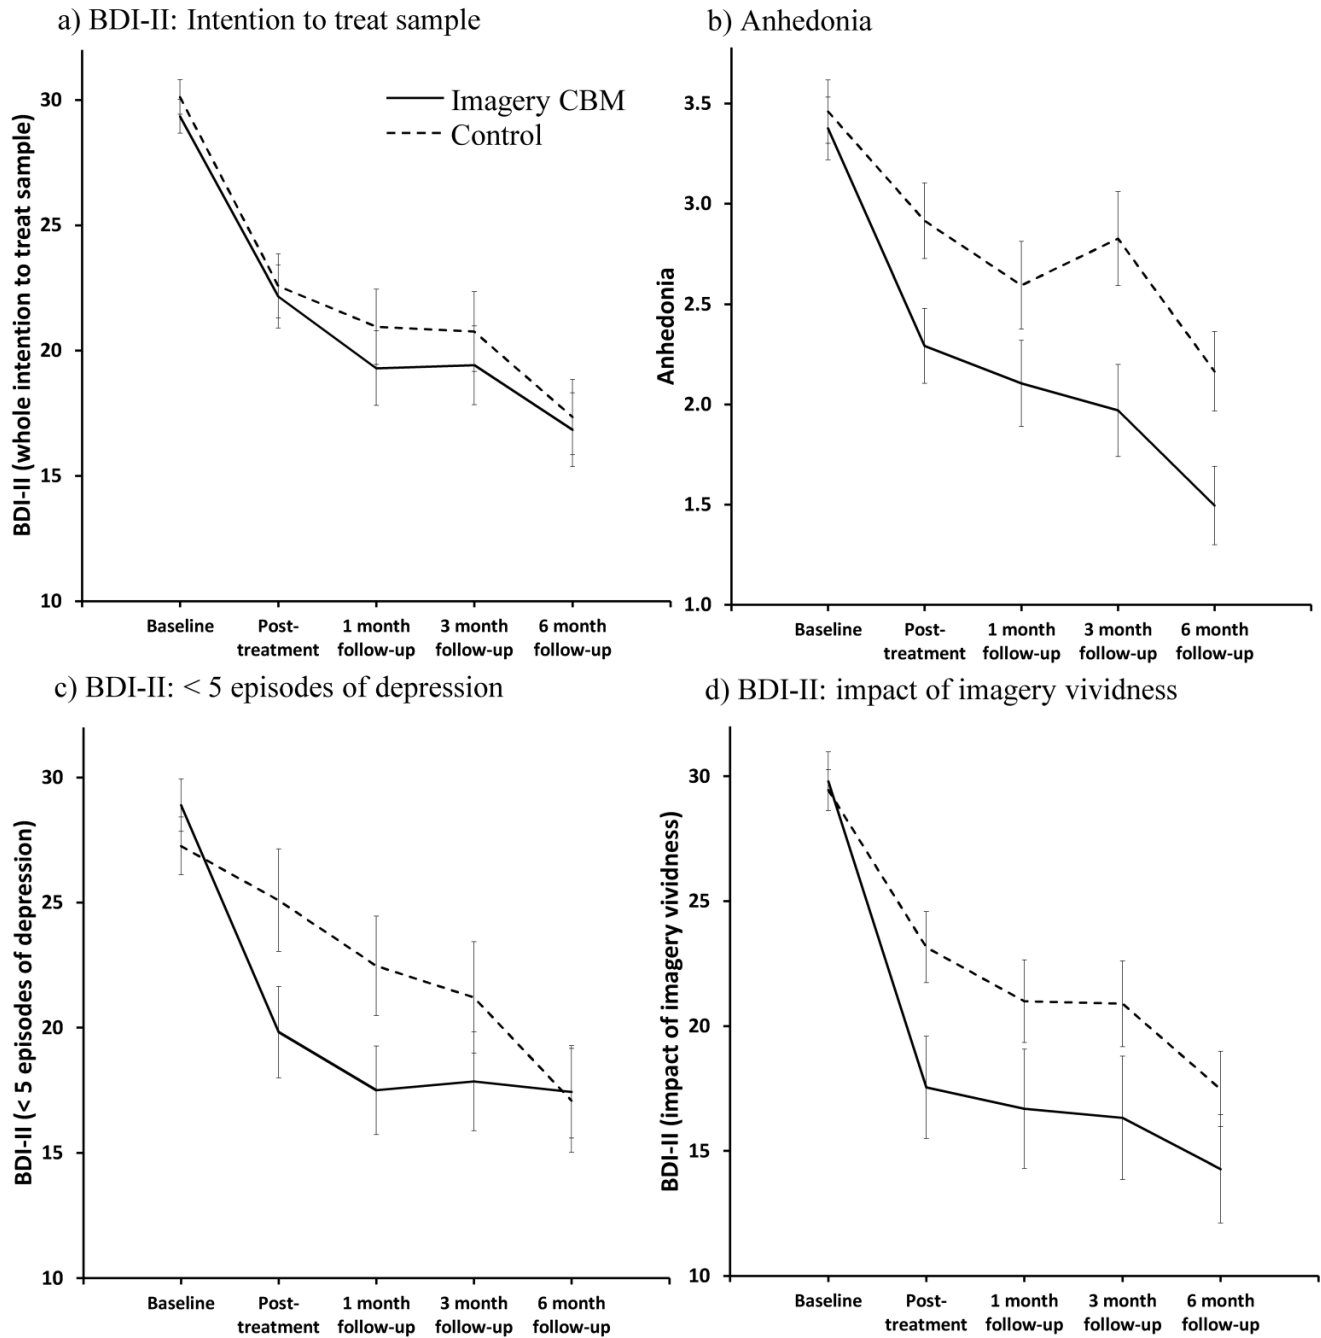 a) BDI-II: Intention to treat sample
BDI-II (whole intention to treat sample)
30
25
20
15
10
Imagery CBM
Control
Baseline
Post-
treatment
1 month
follow-up
3 month
follow-up
6 month
follow-up
b) Anhedonia
Anhedonia
3.5
3.0
2.5
2.0
1.5
1.0
Baseline
Post-
treatment
1 month
follow-up
3 month
follow-up
6 month
follow-up
c) BDI-II: < 5 episodes of depression
BDI-II (< 5 episodes of depression)
30
25
20
15
10
Baseline
Post-
treatment
1 month
follow-up
3 month
follow-up
6 month
follow-up
d) BDI-II: impact of imagery vividness
BDI-II (impact of imagery vividness)
30
25
20
15
10
Baseline
Post-
treatment
1 month
follow-up
3 month
follow-up
6 month
follow-up